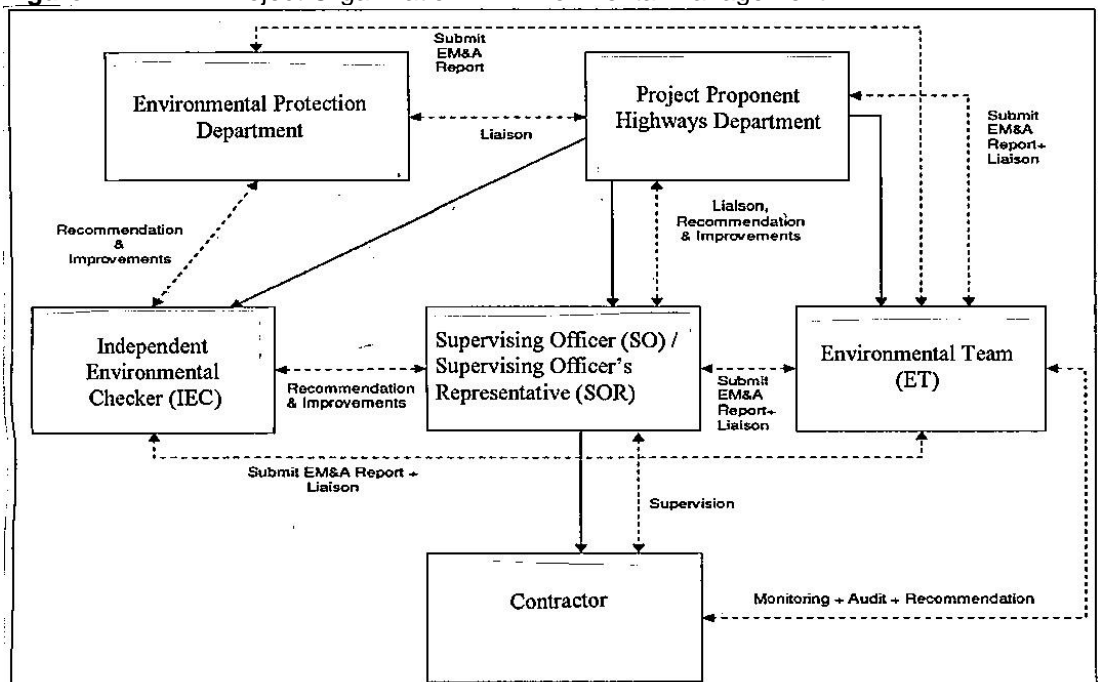 Submit
EM&A
Report
Environmental Protection
Department
Liaison
Project Proponent
Highways Department
Submit
EM&A
Report+
Liaison
Recommendation
&
Improvements
Liaison,
Recommendation
& Improvements
Independent
Environmental
Checker (IEC)
Recommendation
& Improvements
Supervising Officer (SO) /
Supervising Officer's
Representative (SOR)
Submit
EM&A
Report+
Liaison
Environmental Team
(ET)
Submit EM&A Report +
Liaison
Supervision
Contractor
Monitoring + Audit + Recommendation